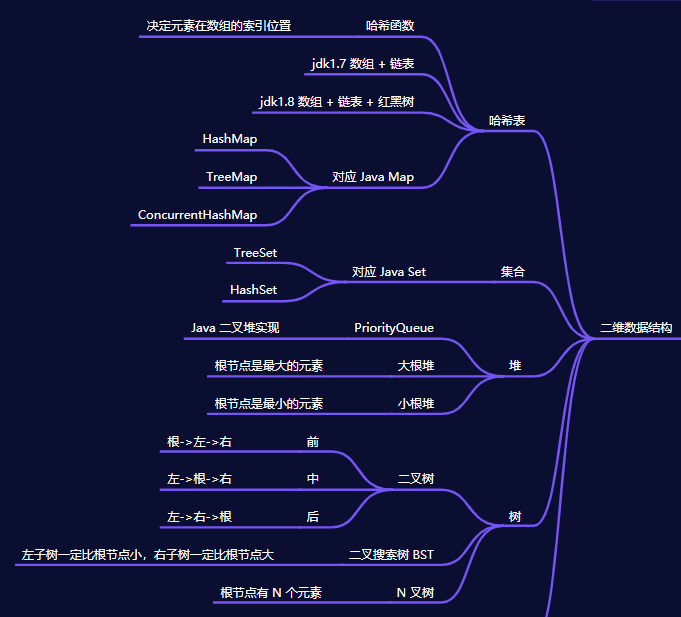 决定元素在数组的索引位置 哈希函数
jdk1.7 数组 + 链表
jdk1.8 数组 + 链表 + 红黑树
哈希表
HashMap
TreeMap 对应 Java Map
ConcurrentHashMap
TreeSet
对应 Java Set 集合
HashSet
Java 二叉堆实现 PriorityQueue 二维数据结构
根节点是最大的元素 大根堆 堆
根节点是最小的元素 小根堆
根->左->右 前
左->根->右 中 二叉树
左->右->根 后 树
左子树一定比根节点小，右子树一定比根节点大 二叉搜索树 BST
根节点有 N 个元素 N 叉树